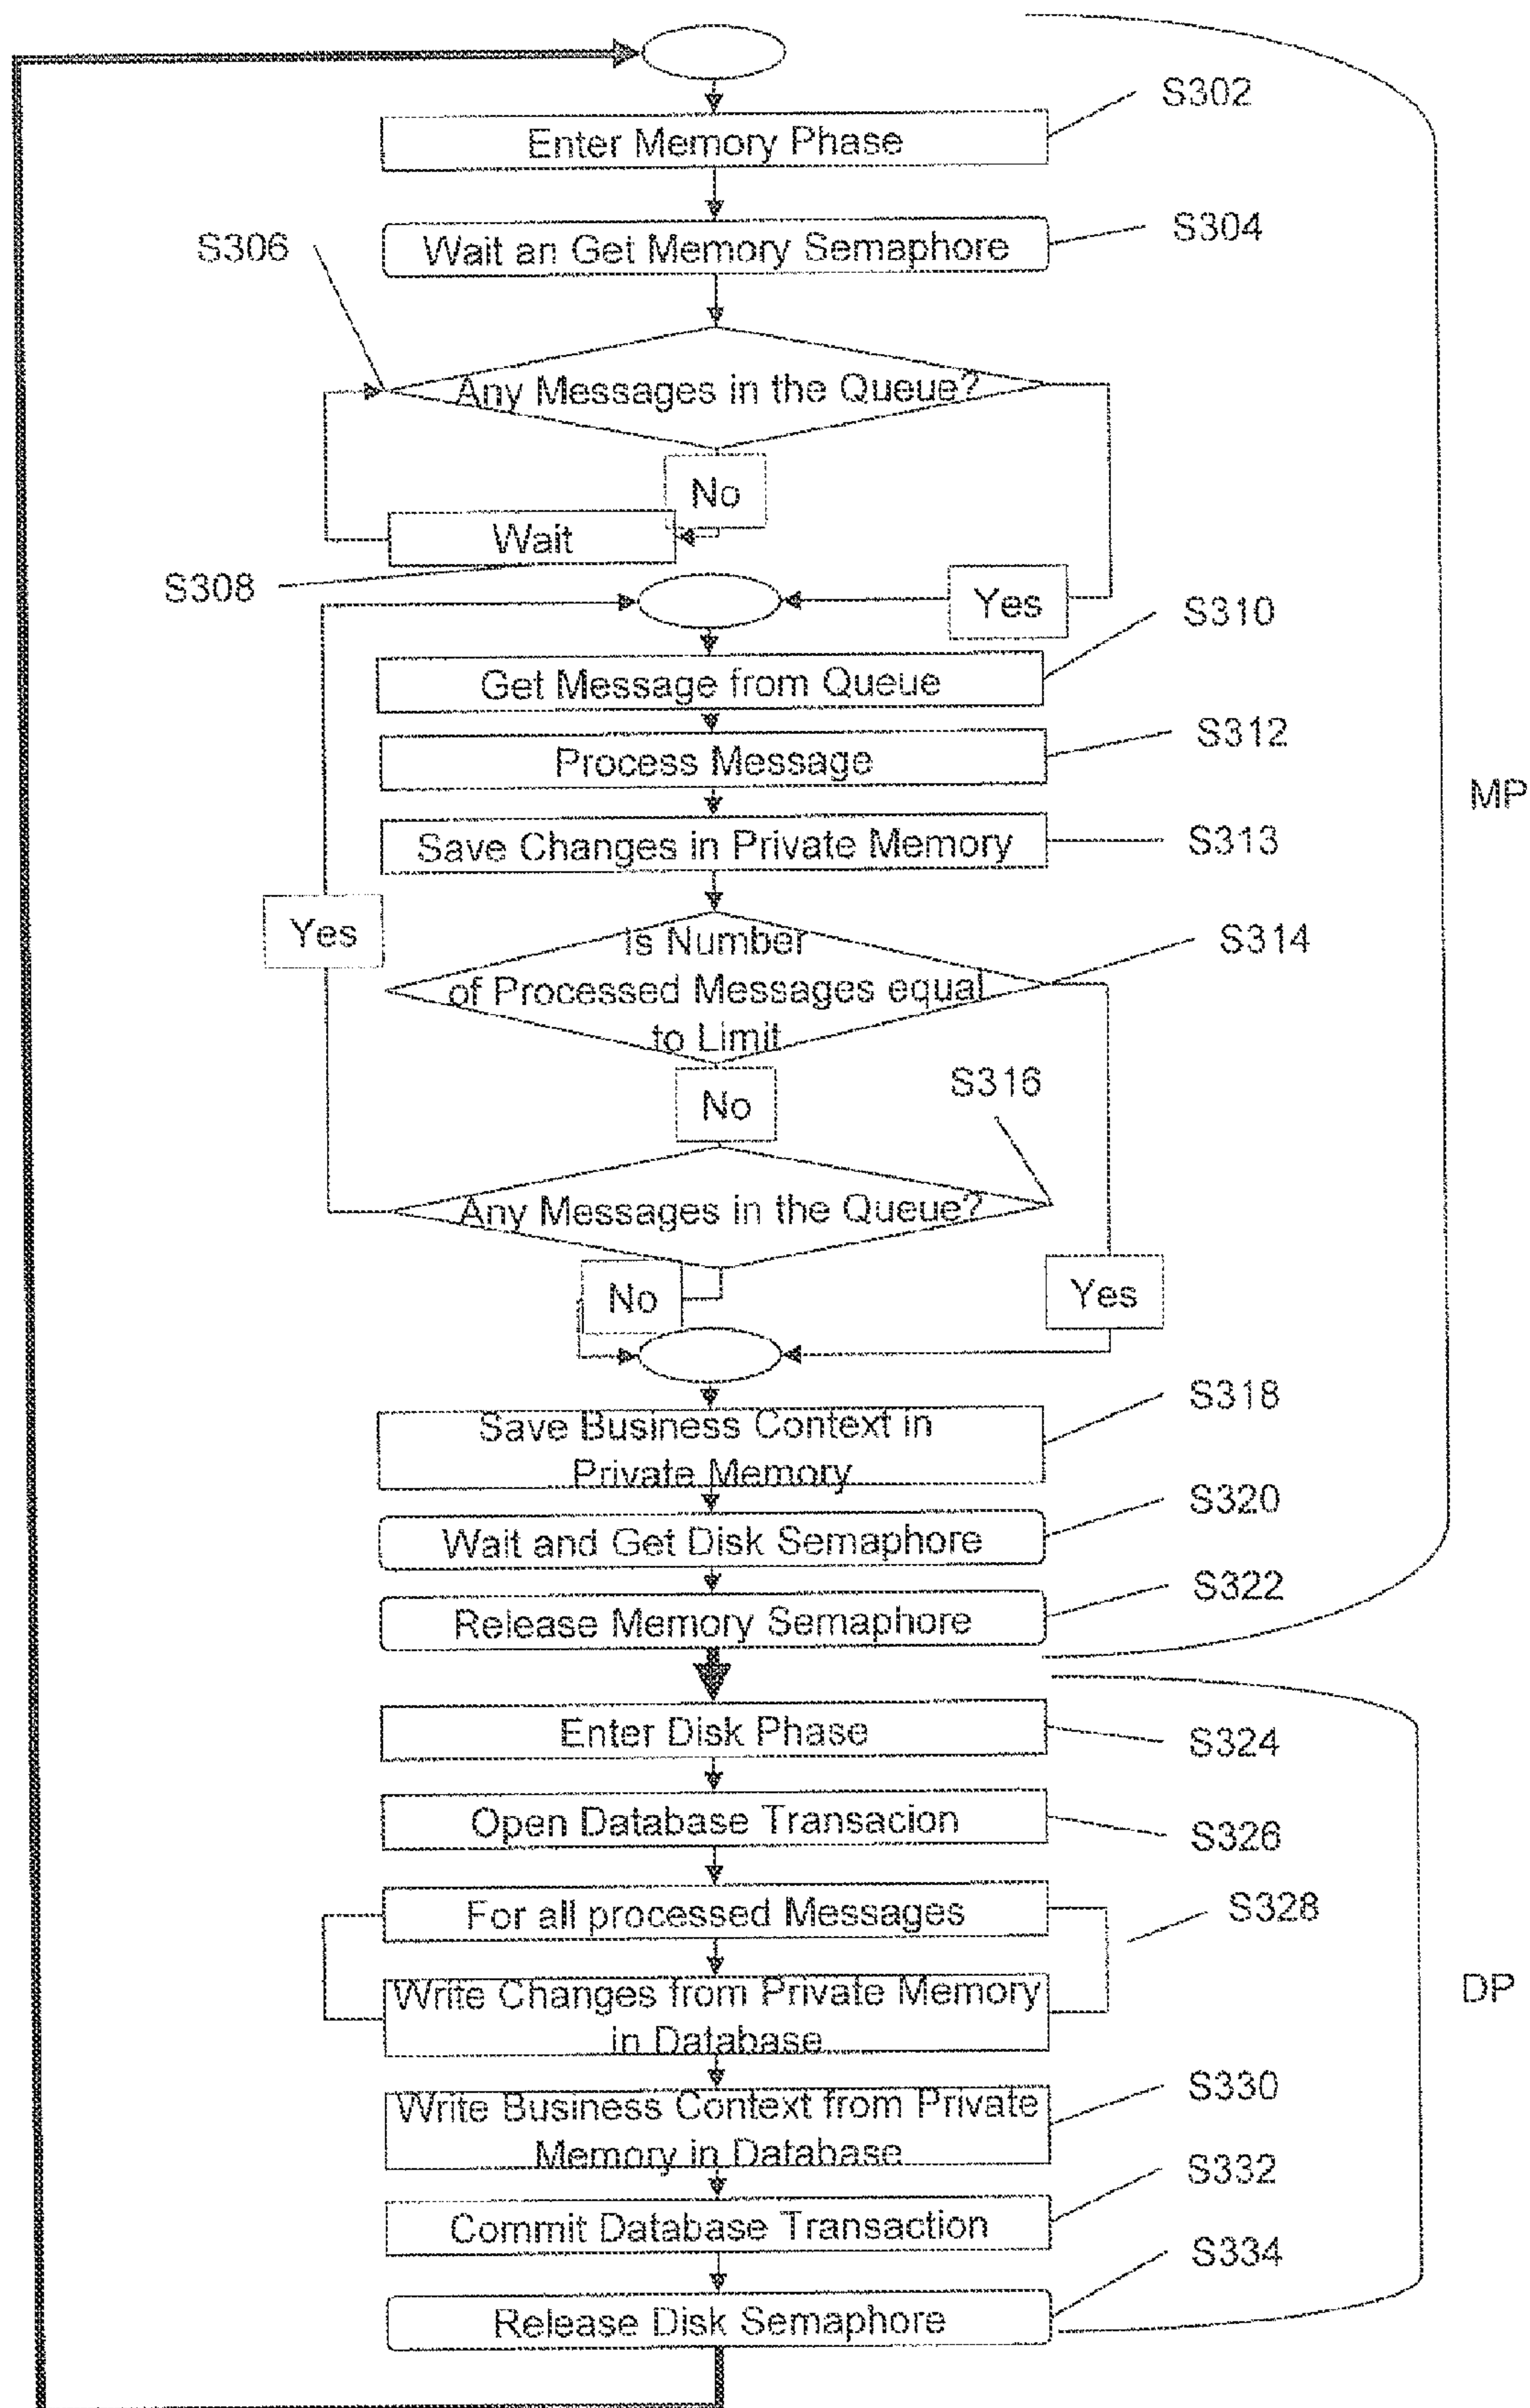 S302
Enter Memory Phase
S304
Wait an Get Memory Semaphore
S306
Any Messages in the Queue?
No
Wait
S308
Yes
S310
Get Message from Queue
S312
Process Message
S313
Save Changes in Private Memory
Yes
S314
is Number
of Processed Messages equal
to Limit
No
S316
Any Messages in the Queue?
No
Yes
MP
S318
Save Business Context in
Private Memory
S320
Wait and Get Disk Semaphore
S322
Release Memory Semaphore
Enter Disk Phase
S324
Open Database Transacion
S326
For all processed Messages
S328
Write Changes from Private Memory
in Database
DP
S330
Write Business Context from Private
Memory in Database
S332
Commit Database Transaction
S334
Release Disk Semaphore